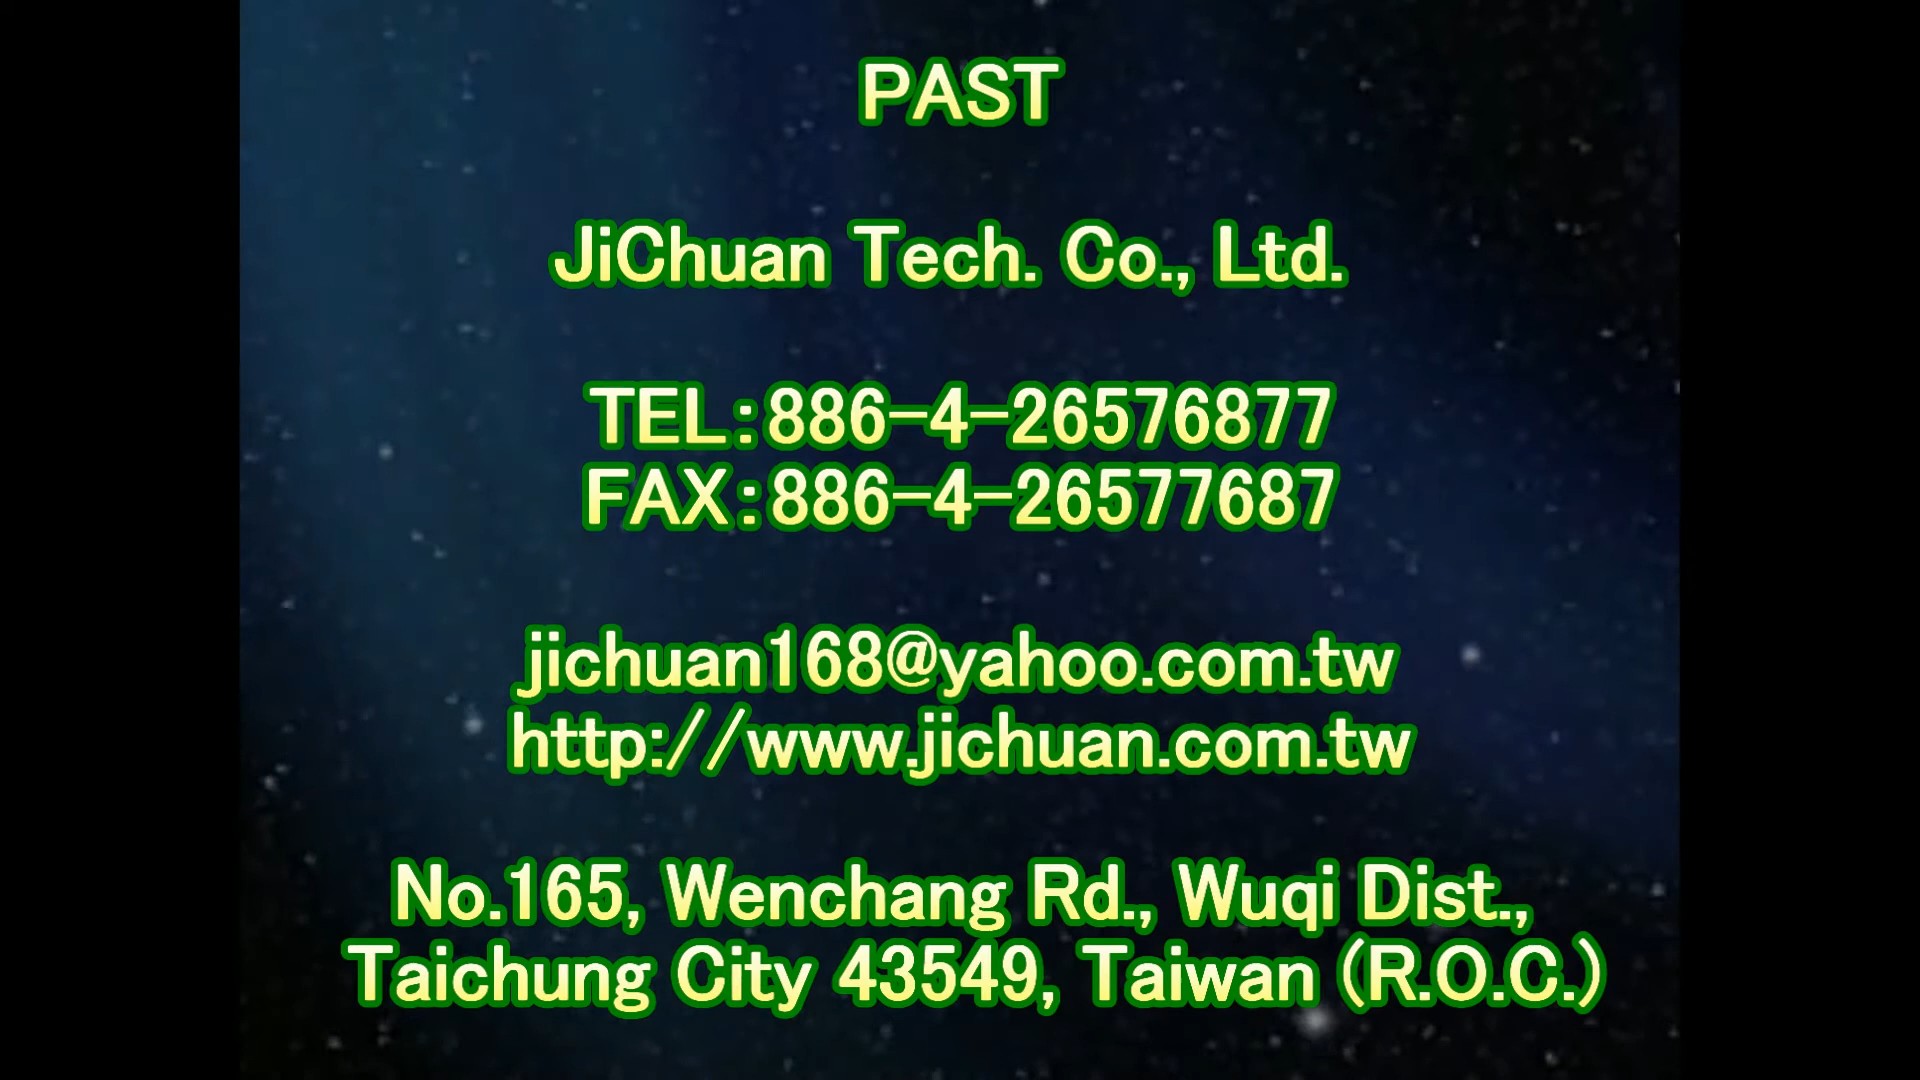 PAST
JiChuan Tech. Co., Ltd.
TEL:886-4-26576877
FAX:886-4-26577687
jichuan168@yahoo.com.tw
http://www.jichuan.com.tw
No.165, Wenchang Rd., Wuqi Dist.,
Taichung City 43549, Taiwan (R.O.C.)